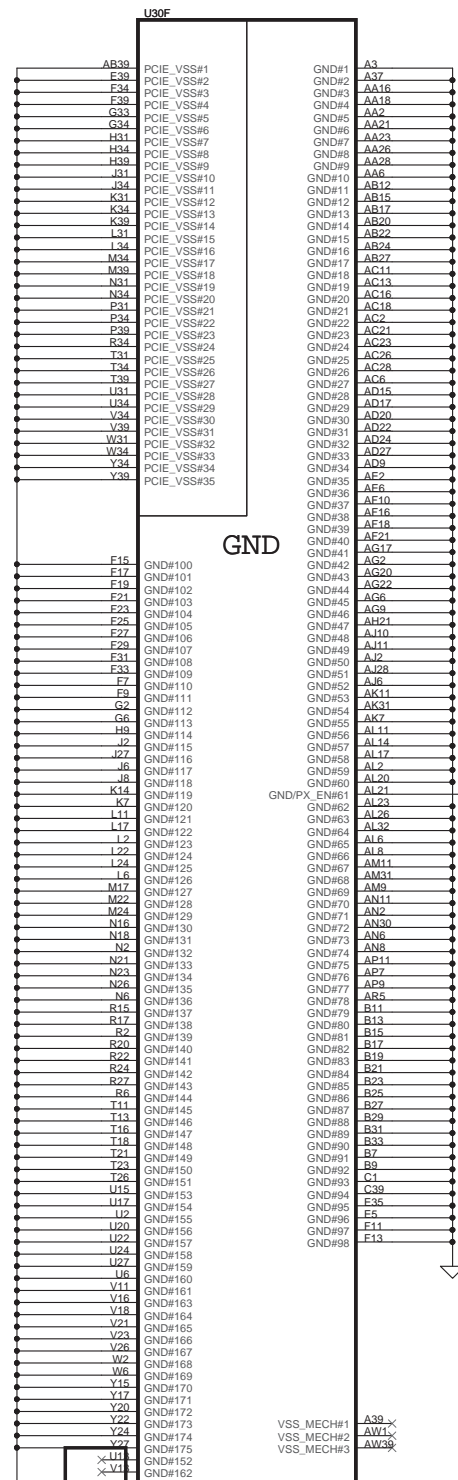 U30F
AB39 PCIE_VSS#1
E39 PCIE_VSS#2
F34 PCIE_VSS#3
F39 PCIE_VSS#4
G33 PCIE_VSS#5
G34 PCIE_VSS#6
H31 PCIE_VSS#7
H34 PCIE_VSS#8
H39 PCIE_VSS#9
J31 PCIE_VSS#10
J34 PCIE_VSS#11
K31 PCIE_VSS#12
K34 PCIE_VSS#13
K39 PCIE_VSS#14
L31 PCIE_VSS#15
L34 PCIE_VSS#16
M34 PCIE_VSS#17
M39 PCIE_VSS#18
N31 PCIE_VSS#19
N34 PCIE_VSS#20
P31 PCIE_VSS#21
P34 PCIE_VSS#22
P39 PCIE_VSS#23
R34 PCIE_VSS#24
T31 PCIE_VSS#25
T34 PCIE_VSS#26
T39 PCIE_VSS#27
U31 PCIE_VSS#28
U34 PCIE_VSS#29
V34 PCIE_VSS#30
V39 PCIE_VSS#31
W31 PCIE_VSS#32
W34 PCIE_VSS#33
Y34 PCIE_VSS#34
Y39 PCIE_VSS#35
GND
F15 GND#100
F17 GND#101
F19 GND#102
F21 GND#103
F23 GND#104
F25 GND#105
F27 GND#106
F29 GND#107
F31 GND#108
F33 GND#109
F7 GND#110
F9 GND#111
G2 GND#112
G6 GND#113
H9 GND#114
J2 GND#115
J27 GND#116
J6 GND#117
J8 GND#118
K14 GND#119
K7 GND#120
L11 GND#121
L17 GND#122
L2 GND#123
L22 GND#124
L24 GND#125
L6 GND#126
M17 GND#127
M22 GND#128
M24 GND#129
N16 GND#130
N18 GND#131
N2 GND#132
N21 GND#133
N23 GND#134
N26 GND#135
N6 GND#136
R15 GND#137
R17 GND#138
R2 GND#139
R20 GND#140
R22 GND#141
R24 GND#142
R27 GND#143
R6 GND#144
T11 GND#145
T13 GND#146
T16 GND#147
T18 GND#148
T21 GND#149
T23 GND#150
T26 GND#151
U15 GND#153
U17 GND#154
U2 GND#155
U20 GND#156
U22 GND#157
U24 GND#158
U27 GND#159
U6 GND#160
V11 GND#161
V16 GND#163
V18 GND#164
V21 GND#165
V23 GND#166
V26 GND#167
W2 GND#168
W6 GND#169
Y15 GND#170
Y17 GND#171
Y20 GND#172
Y22 GND#173
Y24 GND#174
Y27 GND#175
U13 GND#152
V13 GND#162
GND#1 A3
GND#2 A37
GND#3 AA16
GND#4 AA18
GND#5 AA2
GND#6 AA21
GND#7 AA23
GND#8 AA26
GND#9 AA28
GND#10 AA6
GND#11 AB12
GND#12 AB15
GND#13 AB17
GND#14 AB20
GND#15 AB22
GND#16 AB24
GND#17 AB27
GND#18 AC11
GND#19 AC13
GND#20 AC16
GND#21 AC18
GND#22 AC2
GND#23 AC21
GND#24 AC23
GND#25 AC26
GND#26 AC28
GND#27 AC6
GND#28 AD15
GND#29 AD17
GND#30 AD20
GND#31 AD22
GND#32 AD24
GND#33 AD27
GND#34 AD9
GND#35 AE2
GND#36 AE6
GND#37 AF10
GND#38 AF16
GND#39 AF18
GND#40 AF21
GND#41 AG17
GND#42 AG2
GND#43 AG20
GND#44 AG22
GND#45 AG6
GND#46 AG9
GND#47 AH21
GND#48 AJ10
GND#49 AJ11
GND#50 AJ2
GND#51 AJ28
GND#52 AJ6
GND#53 AK11
GND#54 AK31
GND#55 AK7
GND#56 AL11
GND#57 AL14
GND#58 AL17
GND#59 AL2
GND#60 AL20
GND/PX_EN#61 AL21
GND#62 AL23
GND#63 AL26
GND#64 AL32
GND#65 AL6
GND#66 AL8
GND#67 AM11
GND#68 AM31
GND#69 AM9
GND#70 AN11
GND#71 AN2
GND#72 AN30
GND#73 AN6
GND#74 AN8
GND#75 AP11
GND#76 AP7
GND#77 AP9
GND#78 AR5
GND#79 B11
GND#80 B13
GND#81 B15
GND#82 B17
GND#83 B19
GND#84 B21
GND#85 B23
GND#86 B25
GND#87 B27
GND#88 B29
GND#89 B31
GND#90 B33
GND#91 B7
GND#92 B9
GND#93 C1
GND#94 C39
GND#95 E35
GND#96 E5
GND#97 F11
GND#98 F13
VSS_MECH#1 A39
VSS_MECH#2 AW1
VSS_MECH#3 AW39